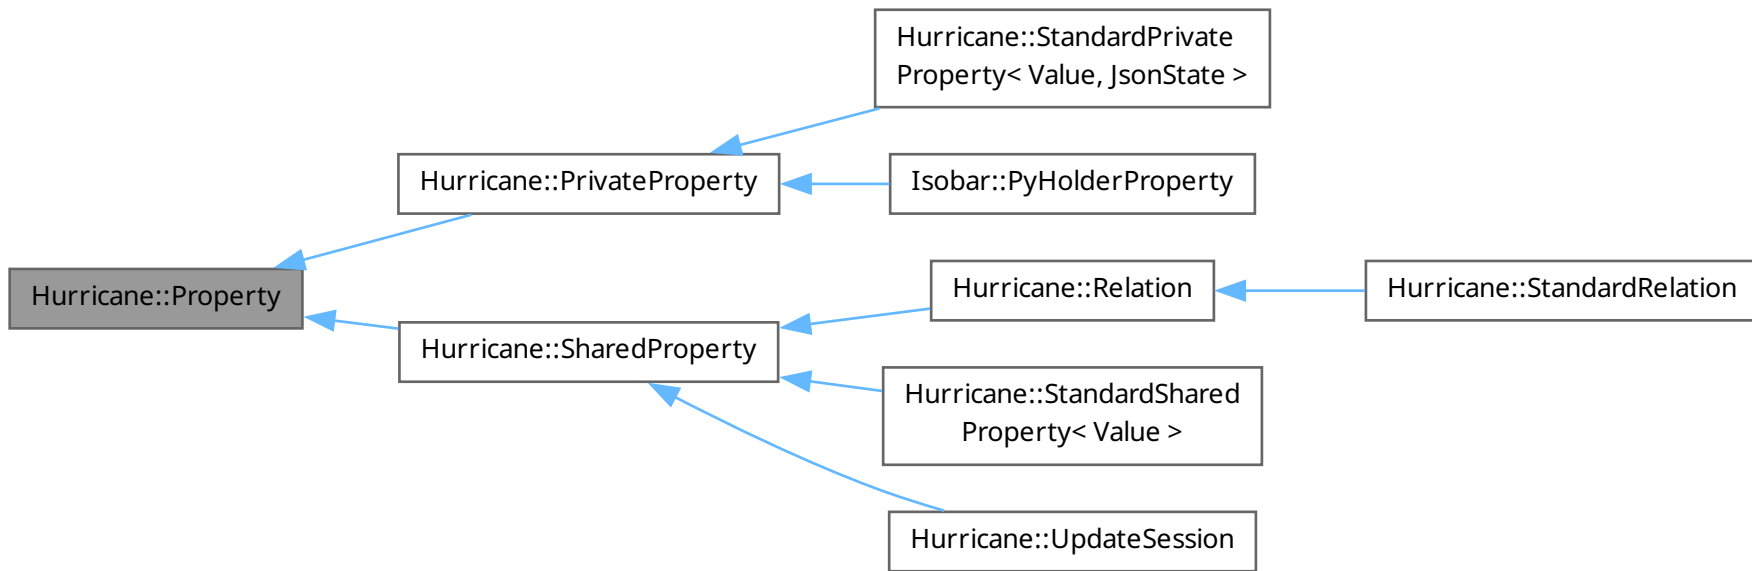 Hurricane::StandardPrivate
Property< Value, JsonState >
Hurricane::PrivateProperty
Isobar::PyHolderProperty
Hurricane::Property
Hurricane::Relation
Hurricane::StandardRelation
Hurricane::SharedProperty
Hurricane::StandardShared
Property< Value >
Hurricane::UpdateSession